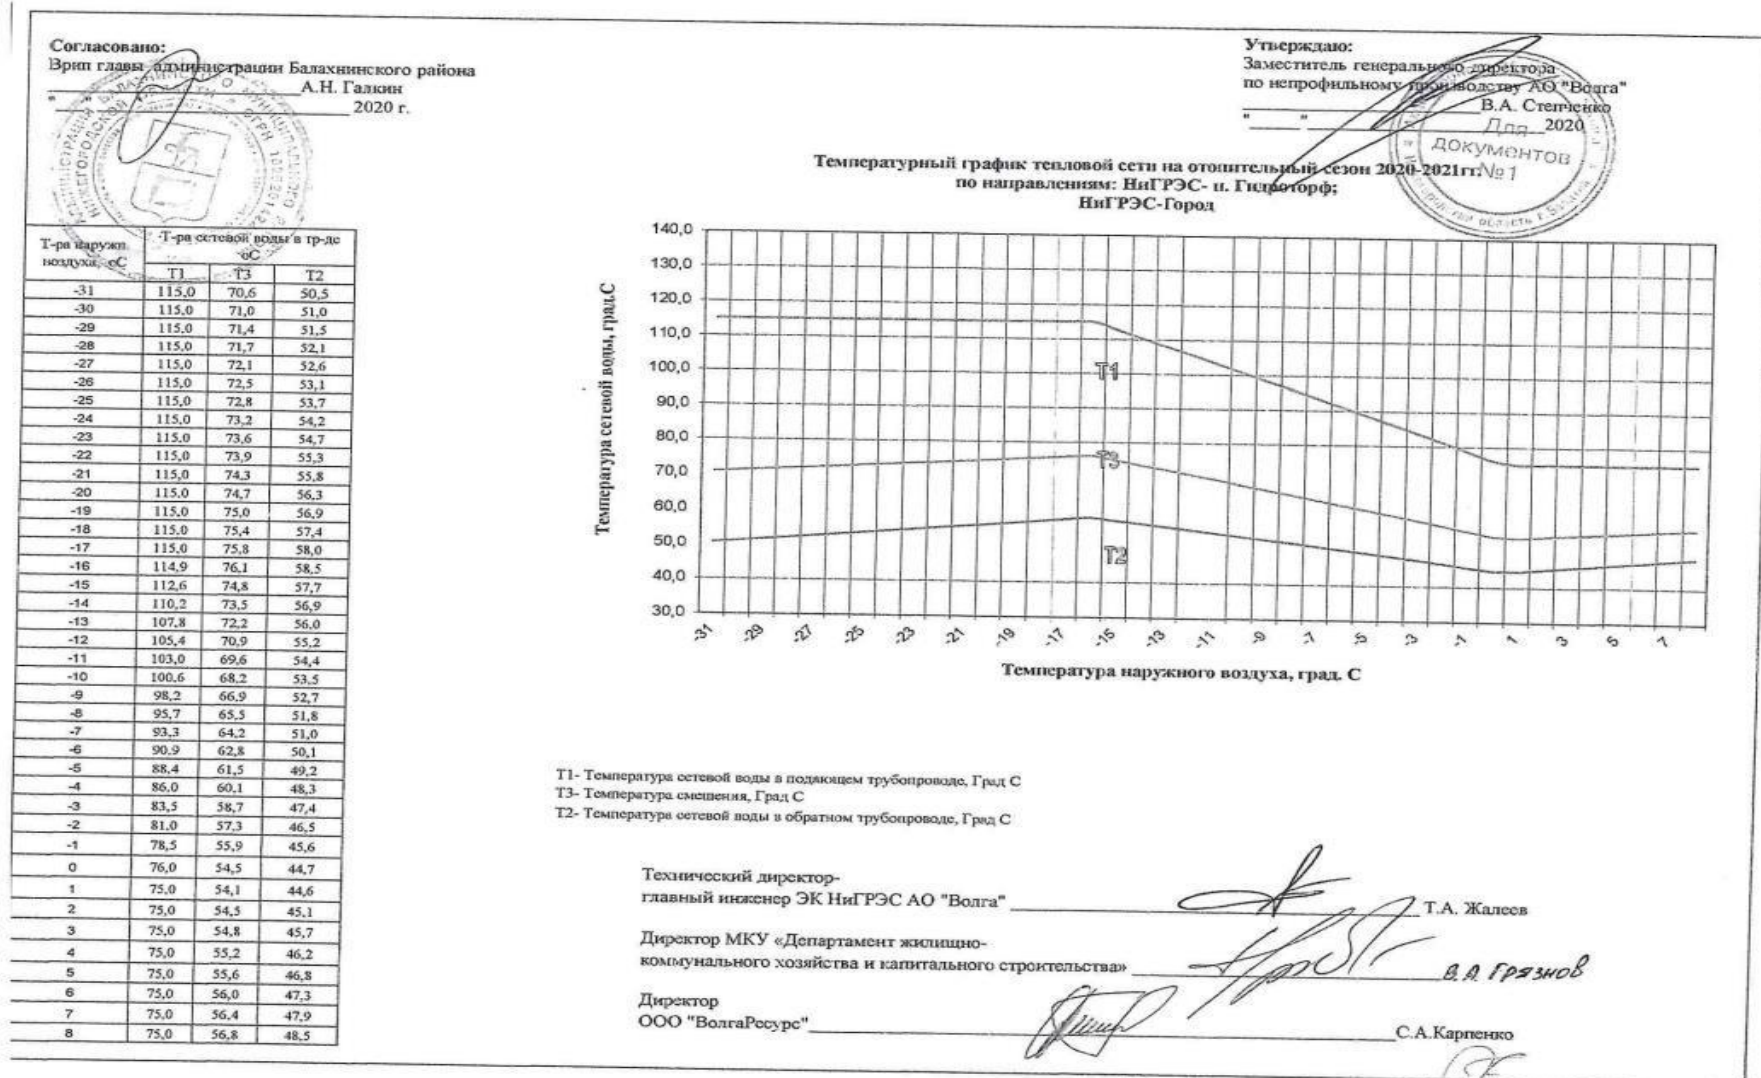 Согласовано:
Врип главы администрации Балахнинского района
А.Н. Галкин
"____"____ 2020 г.
Утверждаю:
Заместитель генерального директора
по непрофильному производству АО "Волга"
В.А. Степченко
"____"____ 2020
Для
документов
№1
Температурный график тепловой сети на отопительный сезон 2020-2021гг.
по направлениям: НиГРЭС- п. Гидроторф;
НиГРЭС-Город
Т-ра наружн. воздуха, оС Т-ра сетевой воды в гр-де оС
Т1 Т3 Т2
-31 115,0 70,6 50,5
-30 115,0 71,0 51,0
-29 115,0 71,4 51,5
-28 115,0 71,7 52,1
-27 115,0 72,1 52,6
-26 115,0 72,5 53,1
-25 115,0 72,8 53,7
-24 115,0 73,2 54,2
-23 115,0 73,6 54,7
-22 115,0 73,9 55,3
-21 115,0 74,3 55,8
-20 115,0 74,7 56,3
-19 115,0 75,0 56,9
-18 115,0 75,4 57,4
-17 115,0 75,8 58,0
-16 114,9 76,1 58,5
-15 112,6 74,8 57,7
-14 110,2 73,5 56,9
-13 107,8 72,2 56,0
-12 105,4 70,9 55,2
-11 103,0 69,6 54,4
-10 100,6 68,2 53,5
-9 98,2 66,9 52,7
-8 95,7 65,5 51,8
-7 93,3 64,2 51,0
-6 90,9 62,8 50,1
-5 88,4 61,5 49,2
-4 86,0 60,1 48,3
-3 83,5 58,7 47,4
-2 81,0 57,3 46,5
-1 78,5 55,9 45,6
0 76,0 54,5 44,7
1 75,0 54,1 44,6
2 75,0 54,5 45,1
3 75,0 54,8 45,7
4 75,0 55,2 46,2
5 75,0 55,6 46,8
6 75,0 56,0 47,3
7 75,0 56,4 47,9
8 75,0 56,8 48,5
Температура сетевой воды, град.С
140,0
130,0
120,0
110,0
100,0
90,0
80,0
70,0
60,0
50,0
40,0
30,0
Т1
Т3
Т2
-31 -29 -27 -25 -23 -21 -19 -17 -15 -13 -11 -9 -7 -5 -3 -1 1 3 5 7
Температура наружного воздуха, град. С
Т1- Температура сетевой воды в подающем трубопроводе, Град С
Т3- Температура смешения, Град С
Т2- Температура сетевой воды в обратном трубопроводе, Град С
Технический директор-
главный инженер ЭК НиГРЭС АО "Волга" Т.А. Жалеев
Директор МКУ «Департамент жилищно-
коммунального хозяйства и капитального строительства» В.А. Грязнов
Директор
ООО "ВолгаРесурс" С.А.Карпенко